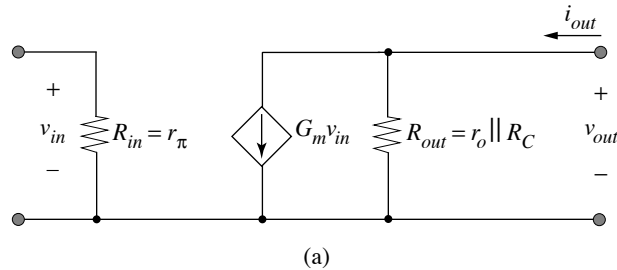 i_out
+
v_in
–
R_in = r_π
G_m v_in
R_out = r_o || R_C
+
v_out
–
(a)